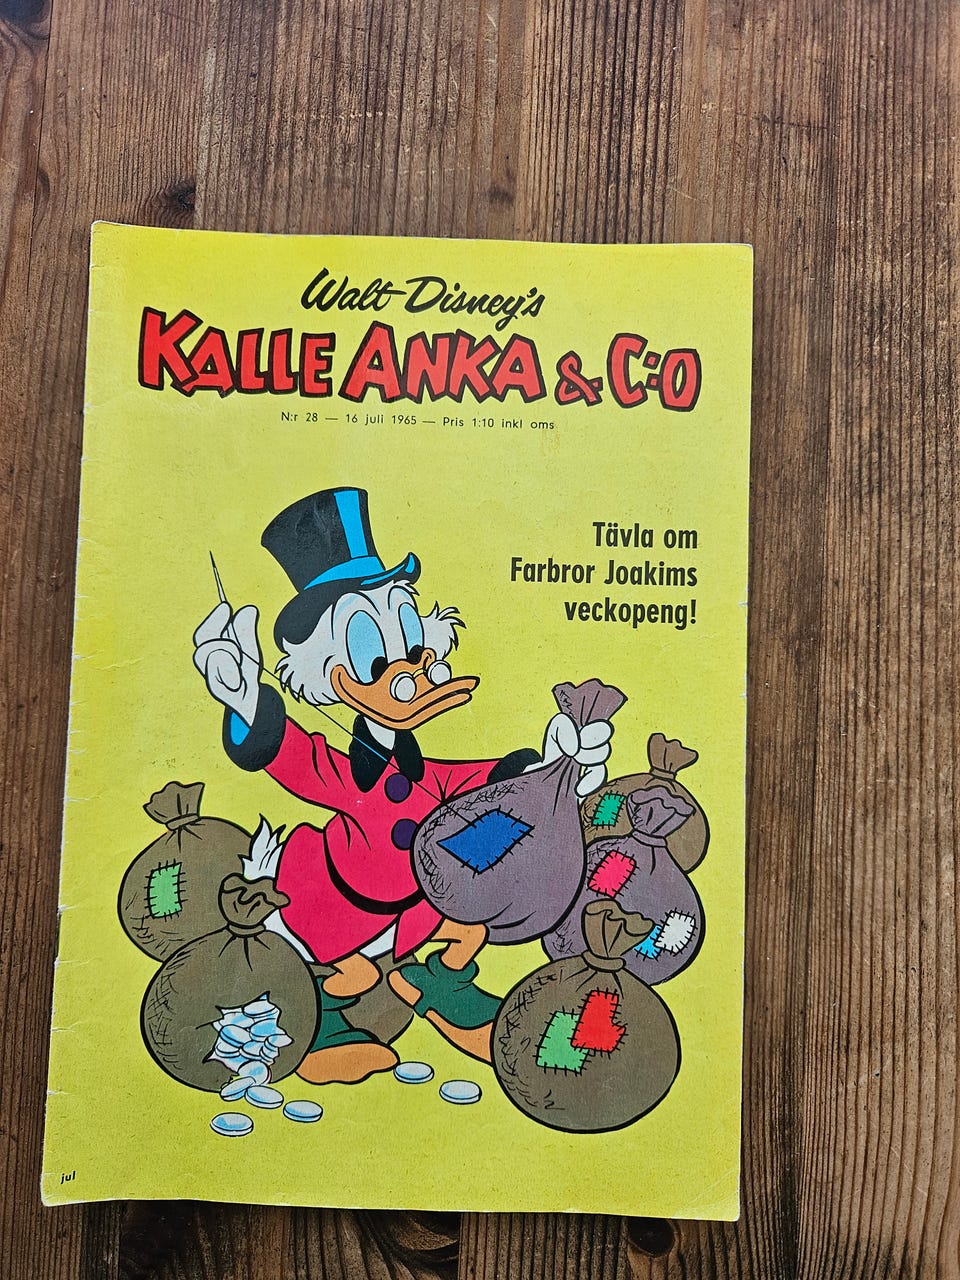 Walt Disney's
KALLE ANKA & C:O
N:r 28 — 16 juli 1965 — Pris 1:10 inkl oms
Tävla om
Farbror Joakims
veckopeng!
jul